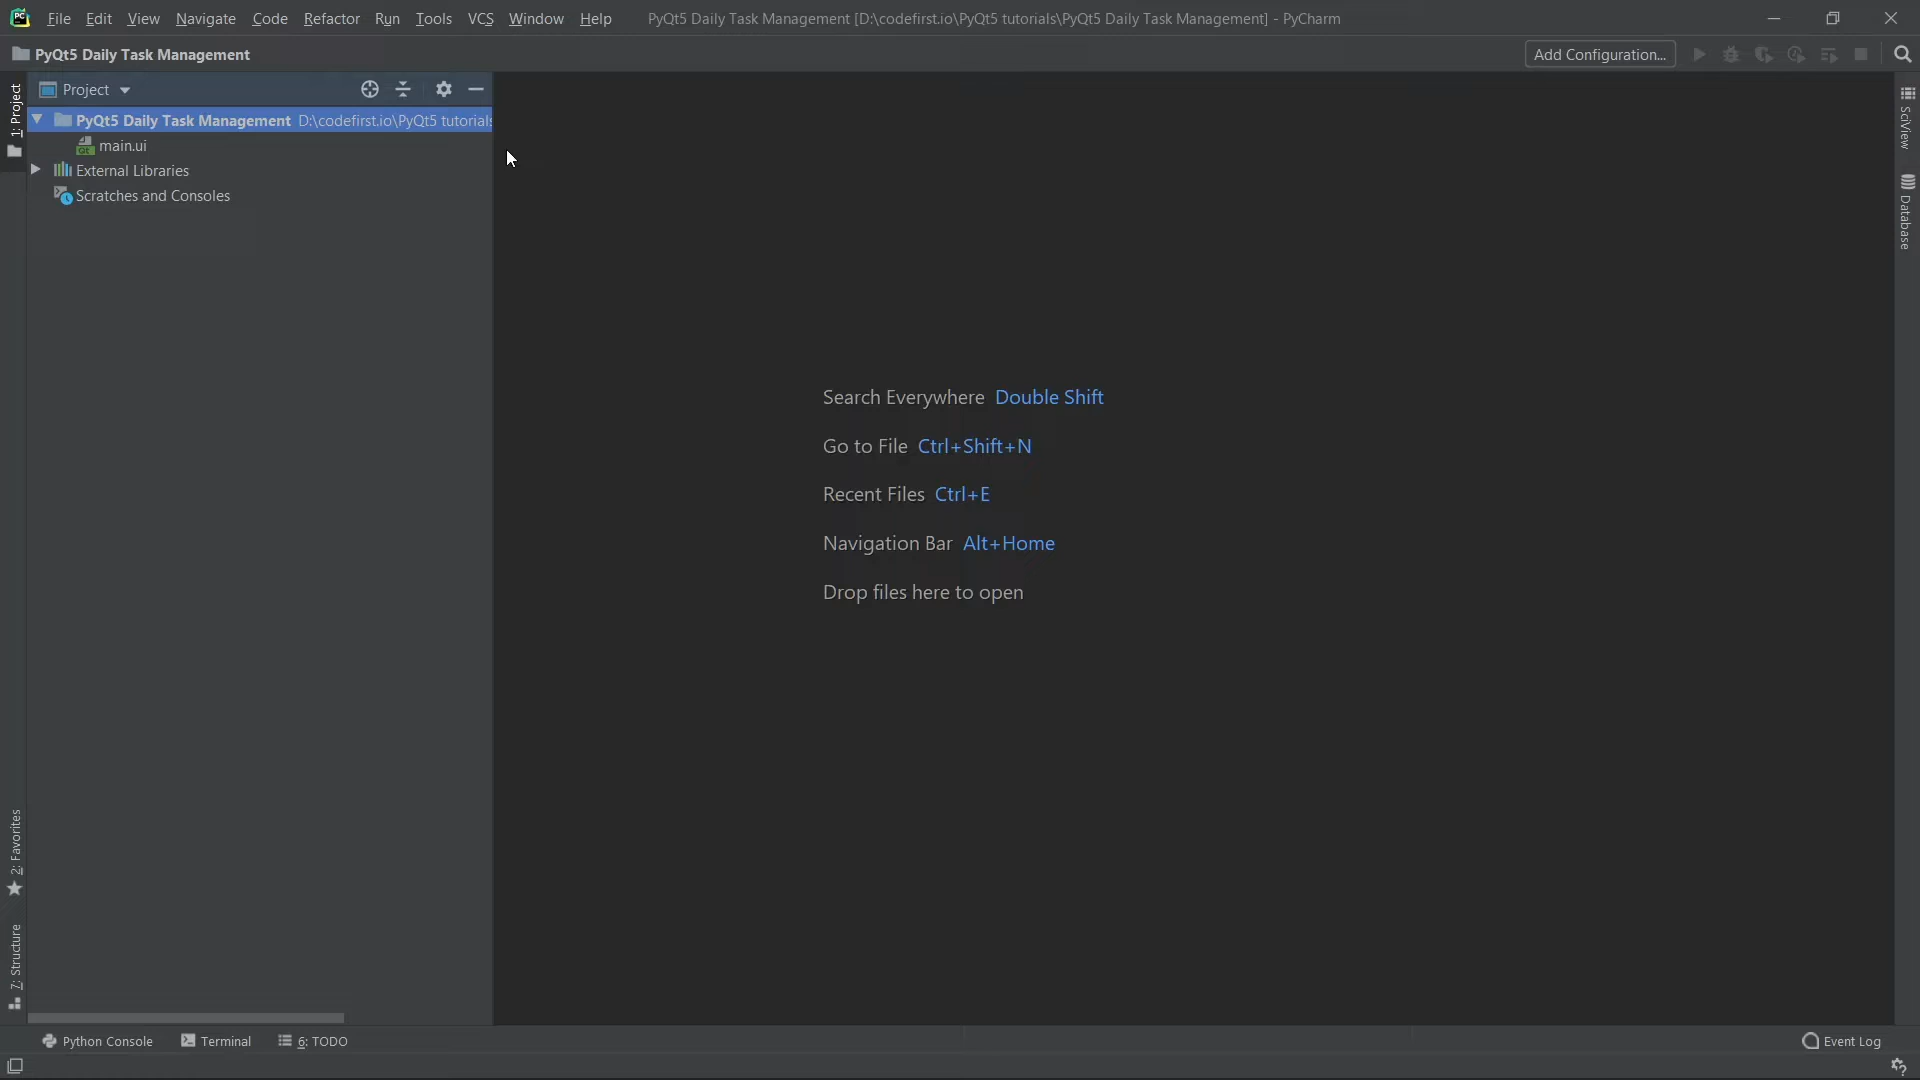 File Edit View Navigate Code Refactor Run Tools VCS Window Help PyQt5 Daily Task Management [D:\codefirst.io\PyQt5 tutorials\PyQt5 Daily Task Management] - PyCharm
PyQt5 Daily Task Management
Add Configuration...
1: Project
Project
PyQt5 Daily Task Management D:\codefirst.io\PyQt5 tutorials
main.ui
External Libraries
Scratches and Consoles
Search Everywhere Double Shift
Go to File Ctrl+Shift+N
Recent Files Ctrl+E
Navigation Bar Alt+Home
Drop files here to open
SciView
Database
2: Favorites
7: Structure
Python Console Terminal 6: TODO
Event Log